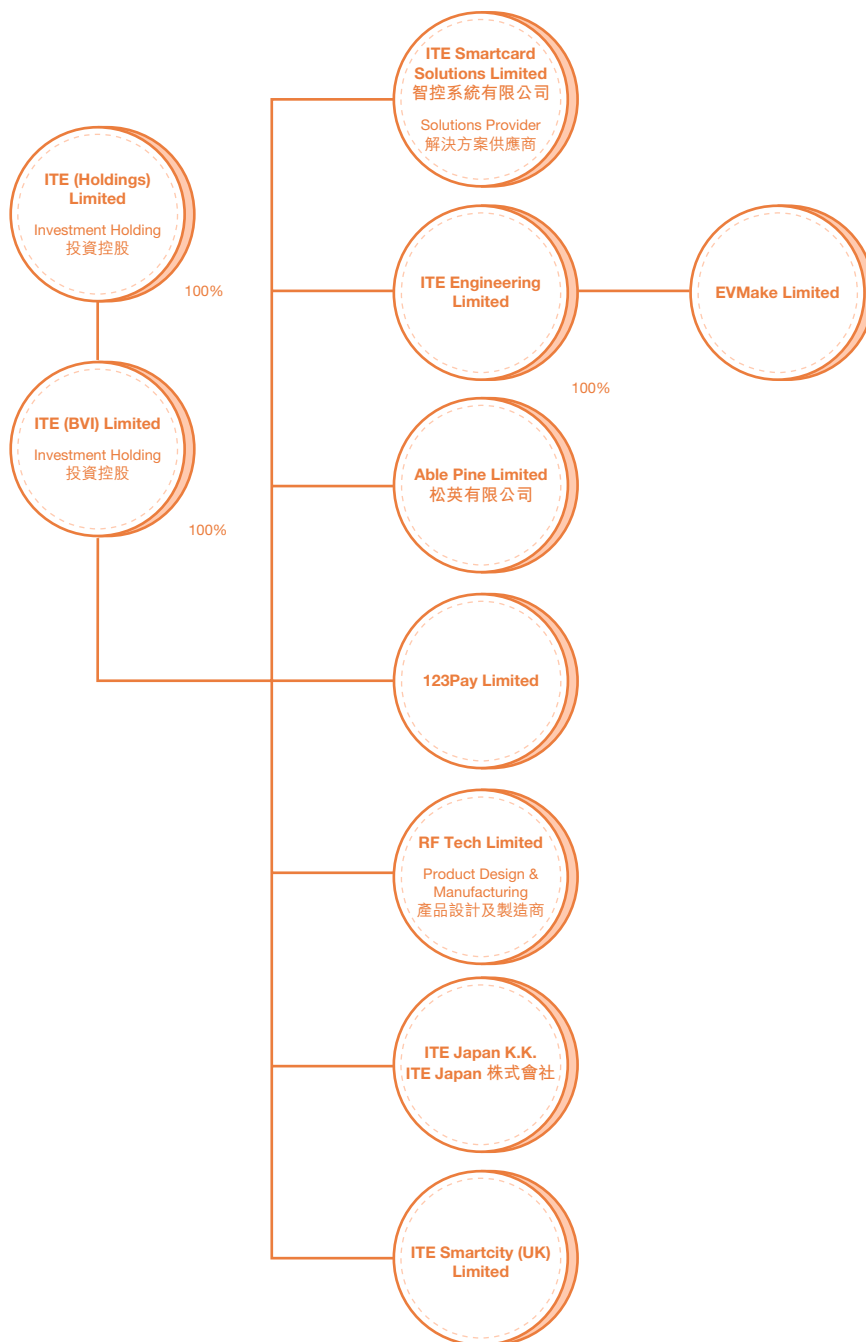 ITE (Holdings)
Limited
Investment Holding
投資控股
100%
ITE (BVI) Limited
Investment Holding
投資控股
100%
ITE Smartcard
Solutions Limited
智控系統有限公司
Solutions Provider
解決方案供應商
ITE Engineering
Limited
100%
EVMake Limited
Able Pine Limited
松英有限公司
123Pay Limited
RF Tech Limited
Product Design &
Manufacturing
產品設計及製造商
ITE Japan K.K.
ITE Japan 株式會社
ITE Smartcity (UK)
Limited